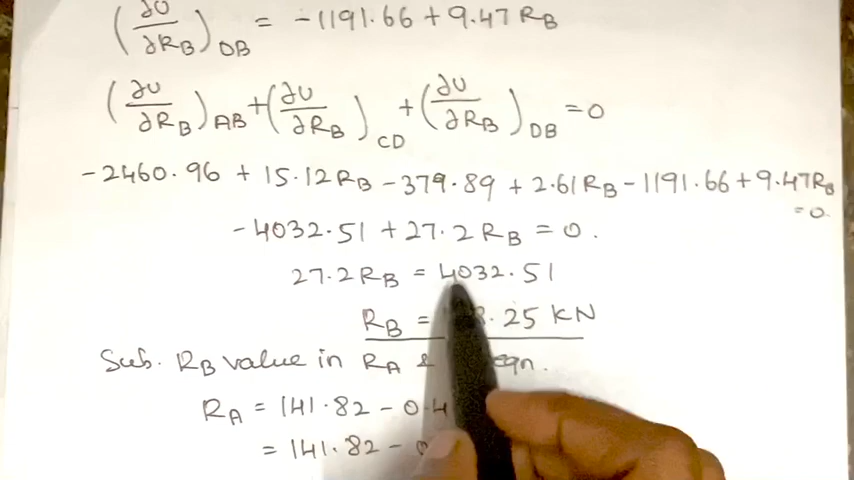 (∂U/∂R_B)_DB = -1191.66 + 9.47 R_B
(∂U/∂R_B)_AB + (∂U/∂R_B)_CD + (∂U/∂R_B)_DB = 0
-2460.96 + 15.12 R_B - 379.89 + 2.61 R_B - 1191.66 + 9.47 R_B = 0.
-4032.51 + 27.2 R_B = 0.
27.2 R_B = 4032.51
R_B = 8.25 KN
Sub. R_B value in R_A & eqn.
R_A = 141.82 - 0.4
= 141.82 - 0